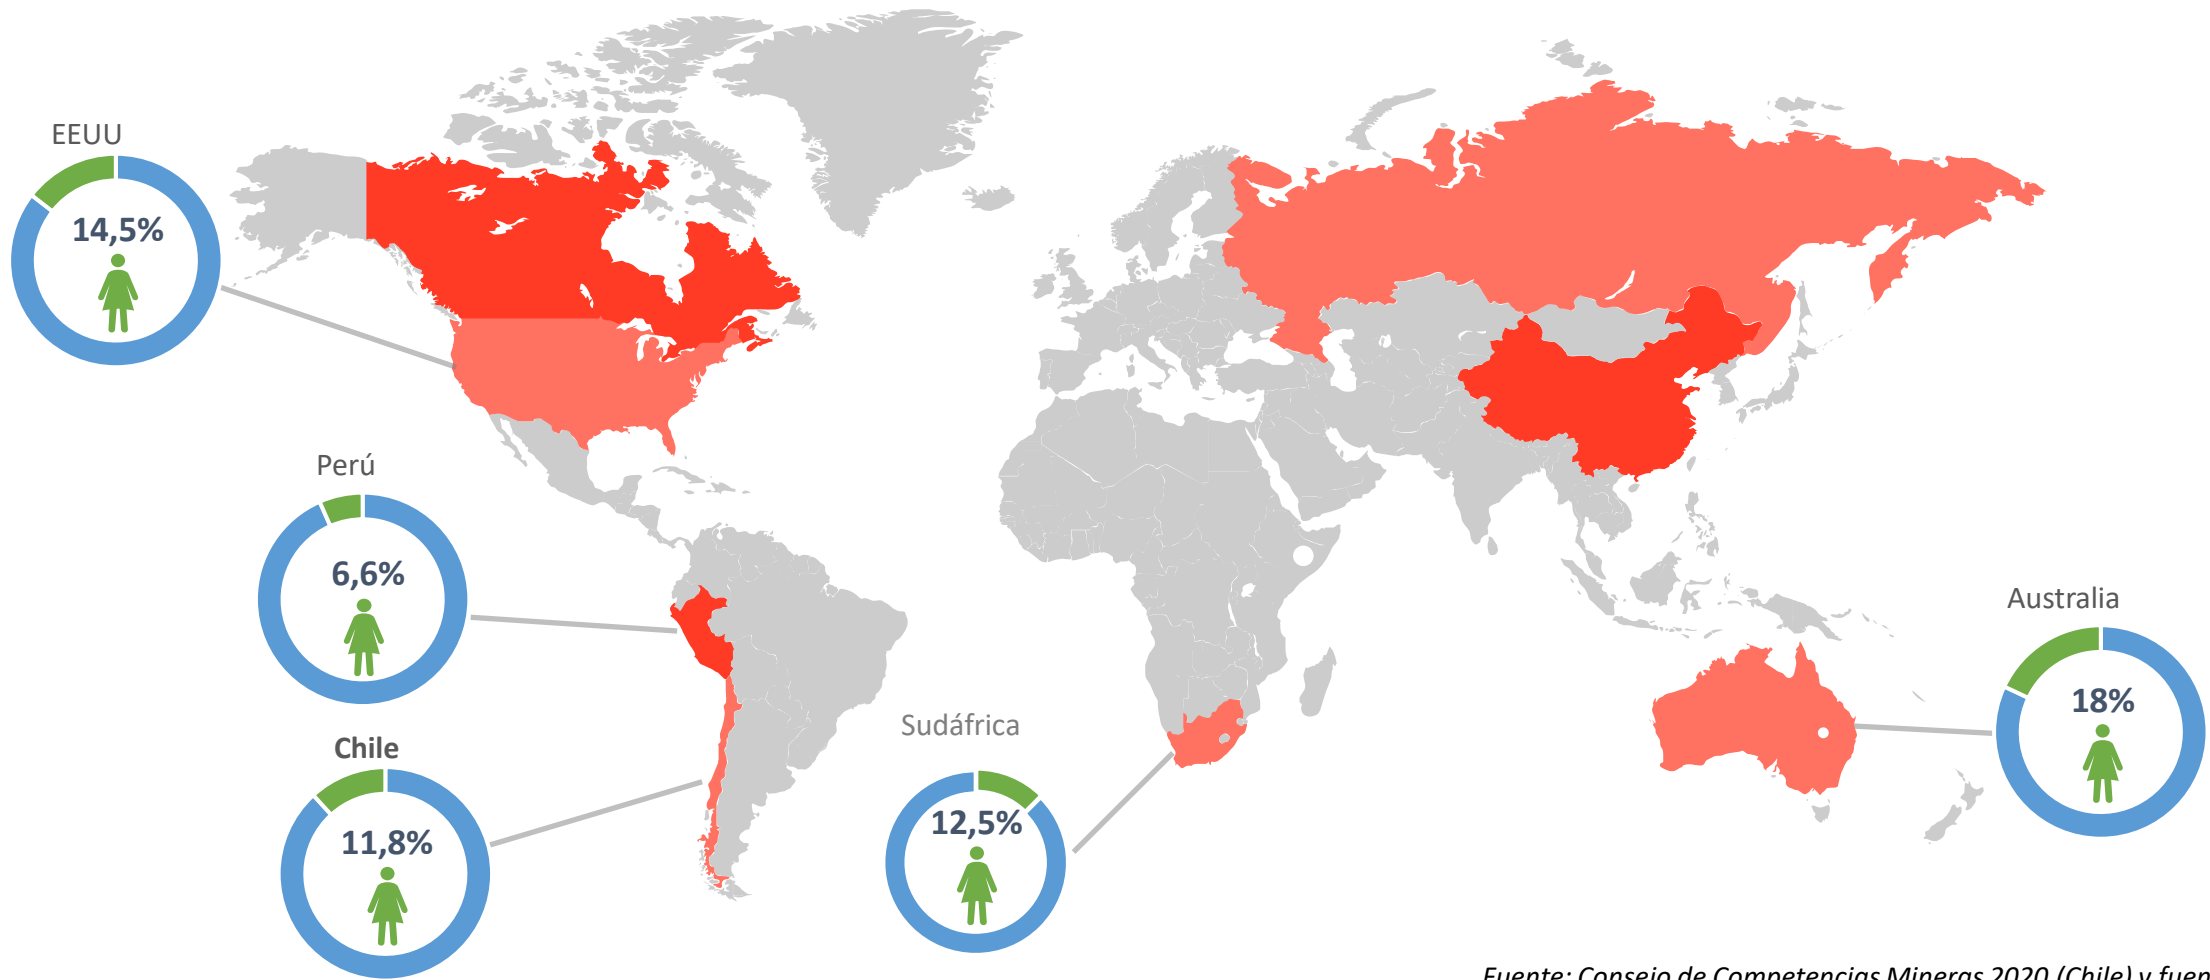 EEUU
14,5%
Perú
6,6%
Chile
11,8%
Sudáfrica
12,5%
Australia
18%
Fuente: Consejo de Competencias Mineras 2020 (Chile) y